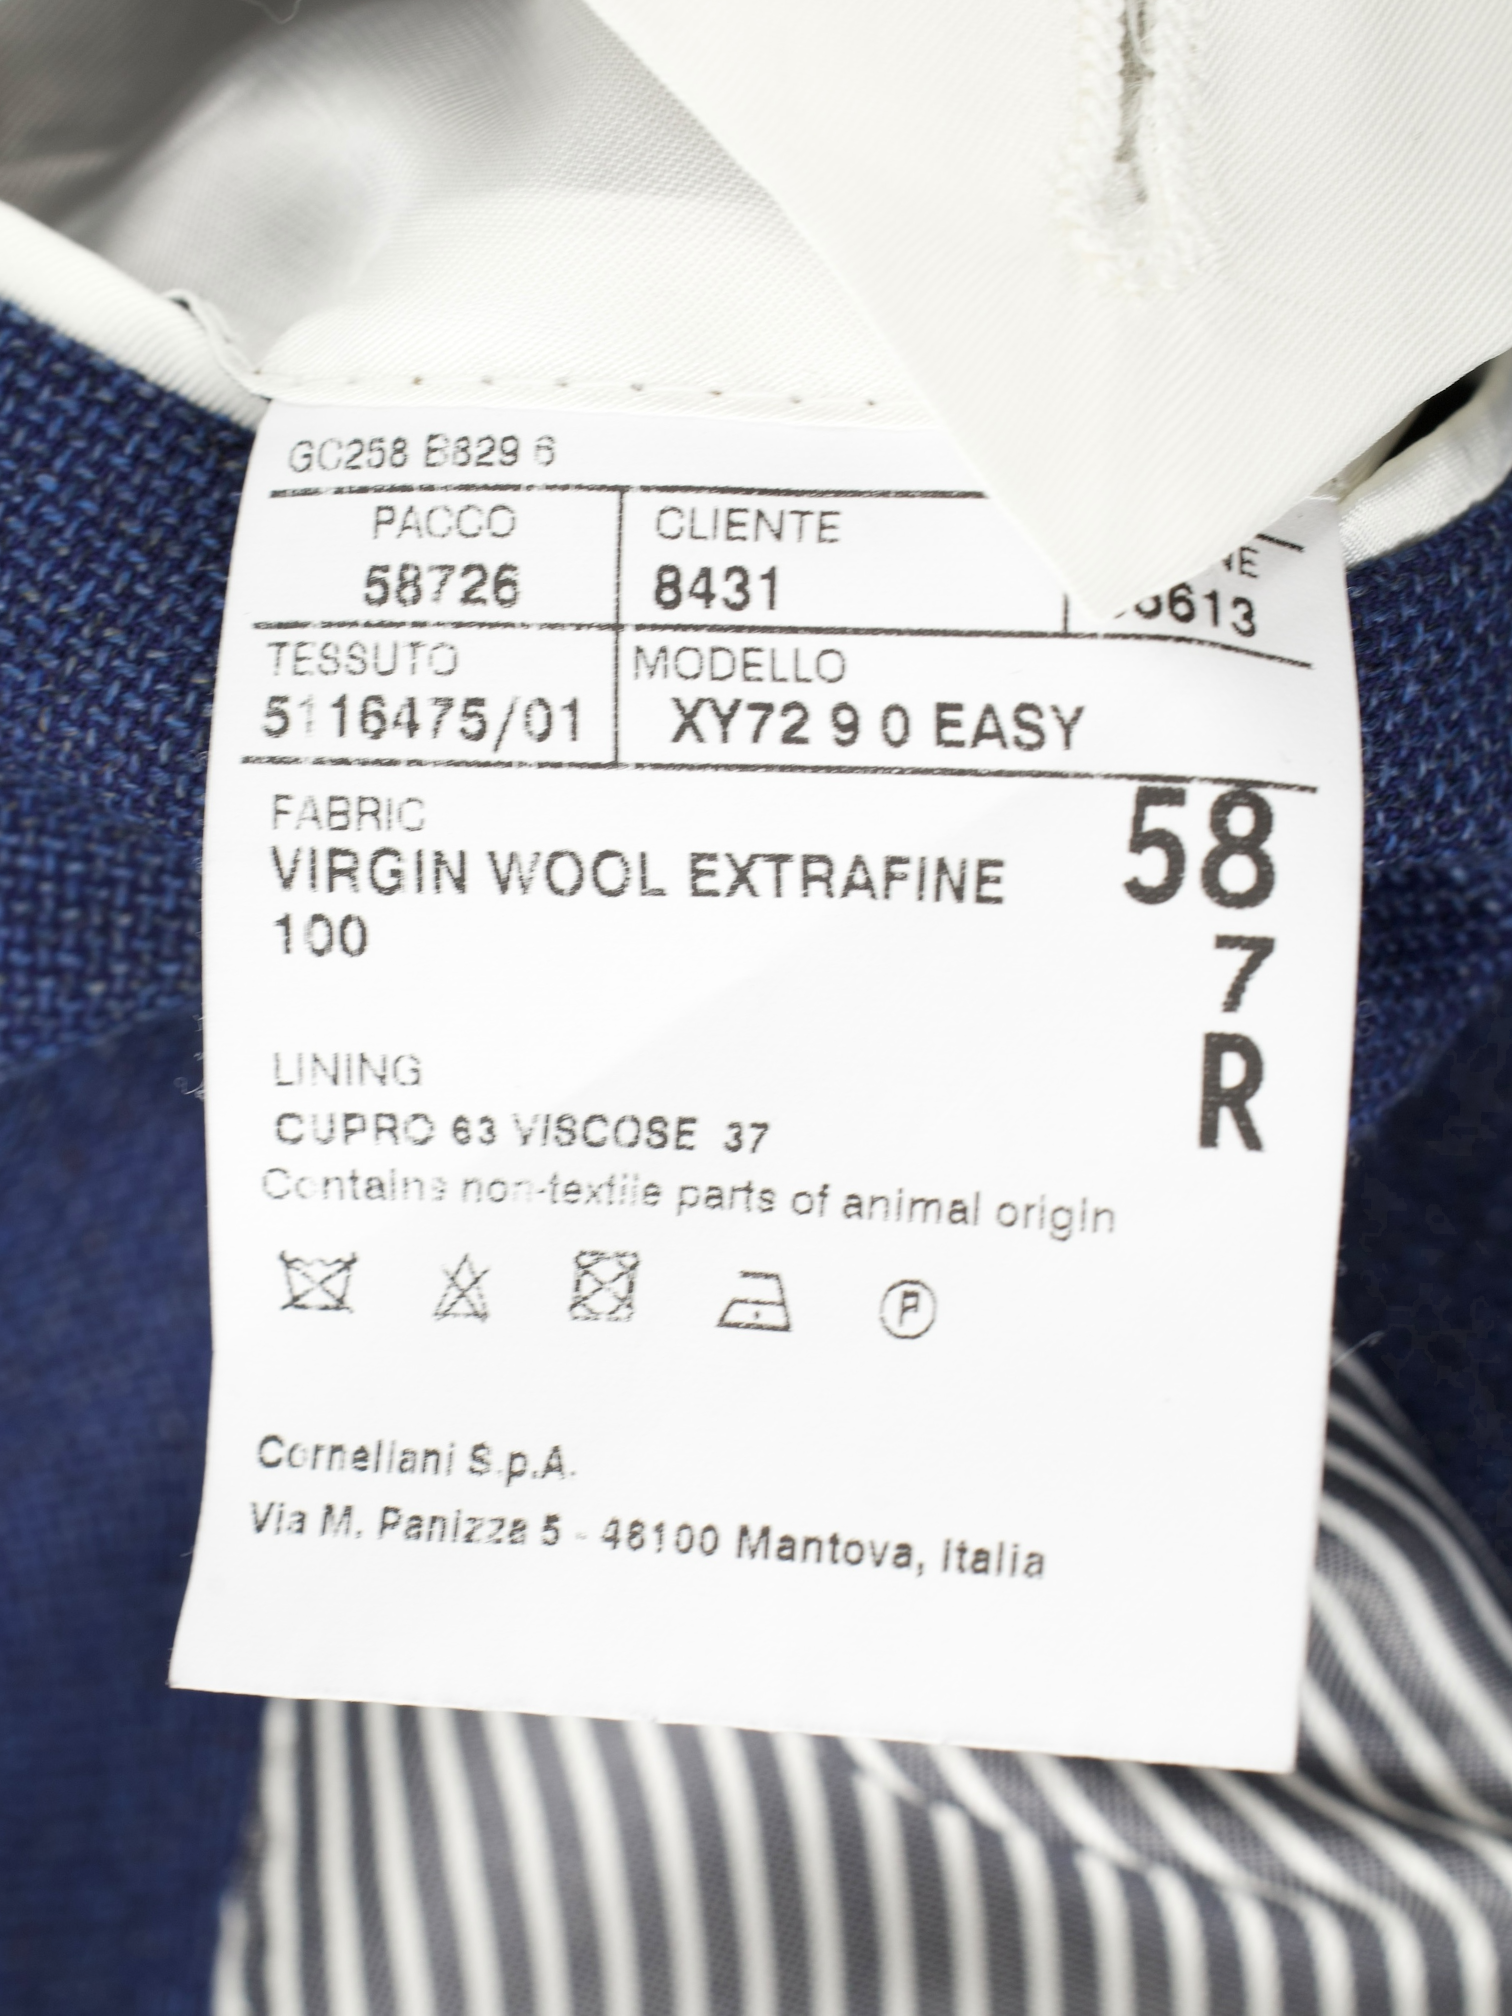 GC258 B829 6
PACCO CLIENTE
58726 8431
TESSUTO MODELLO
5116475/01 XY72 9 0 EASY
FABRIC
VIRGIN WOOL EXTRAFINE
100
58
7
R
LINING
CUPRO 63 VISCOSE 37
Contains non-textile parts of animal origin
P
Corneliani S.p.A.
Via M. Panizza 5 - 46100 Mantova, Italia